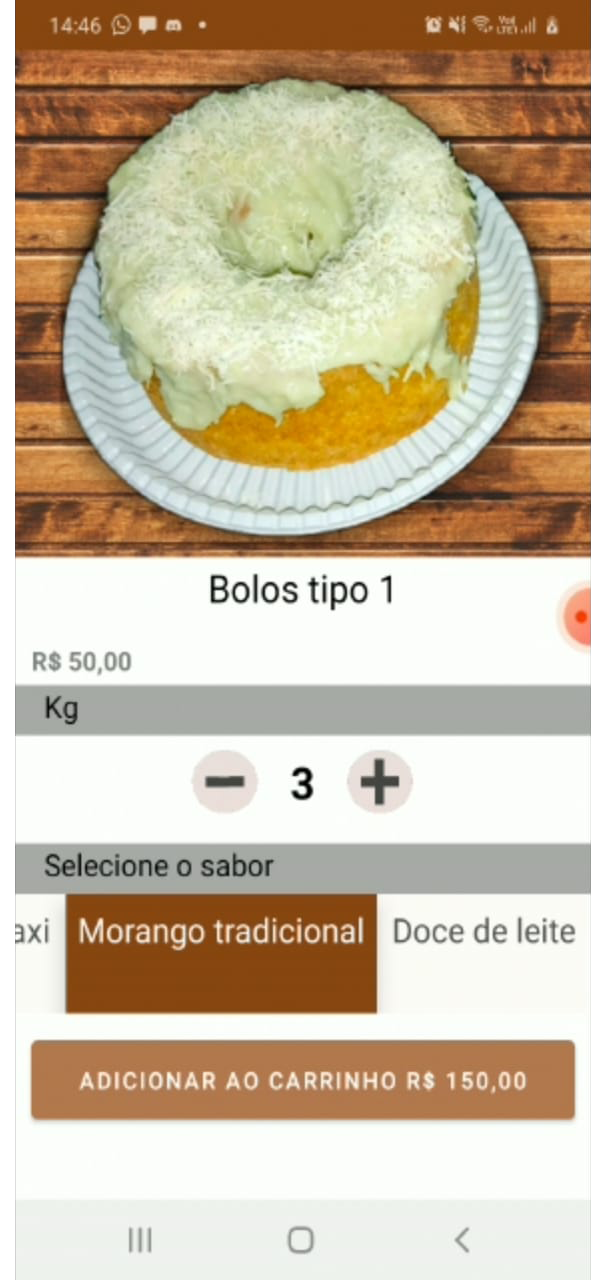 14:46
Bolos tipo 1
R$ 50,00
Kg
3
Selecione o sabor
axi Morango tradicional Doce de leite
ADICIONAR AO CARRINHO R$ 150,00